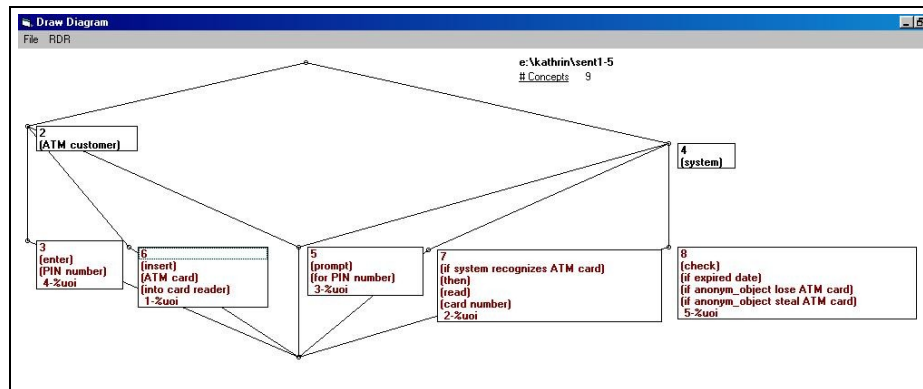 Draw Diagram
File RDR
e:\kathrin\sent1-5
# Concepts 9
2
(ATM customer)
4
(system)
3
(enter)
(PIN number)
4-%uoi
6
(insert)
(ATM card)
(into card reader)
1-%uoi
5
(prompt)
(for PIN number)
3-%uoi
7
(if system recognizes ATM card)
(then)
(read)
(card number)
2-%uoi
8
(check)
(if expired date)
(if anonym_object lose ATM card)
(if anonym_object steal ATM card)
5-%uoi